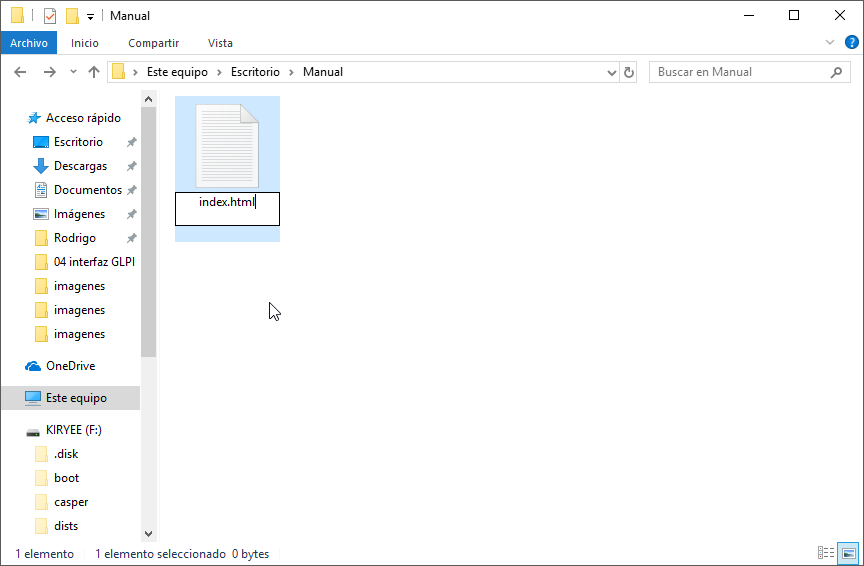 Manual
Archivo Inicio Compartir Vista
Este equipo Escritorio Manual
Buscar en Manual
Acceso rápido
Escritorio
Descargas
Documentos
Imágenes
Rodrigo
04 interfaz GLPI
imagenes
imagenes
imagenes
OneDrive
Este equipo
KIRYEE (F:)
.disk
boot
casper
dists
index.html
1 elemento 1 elemento seleccionado 0 bytes